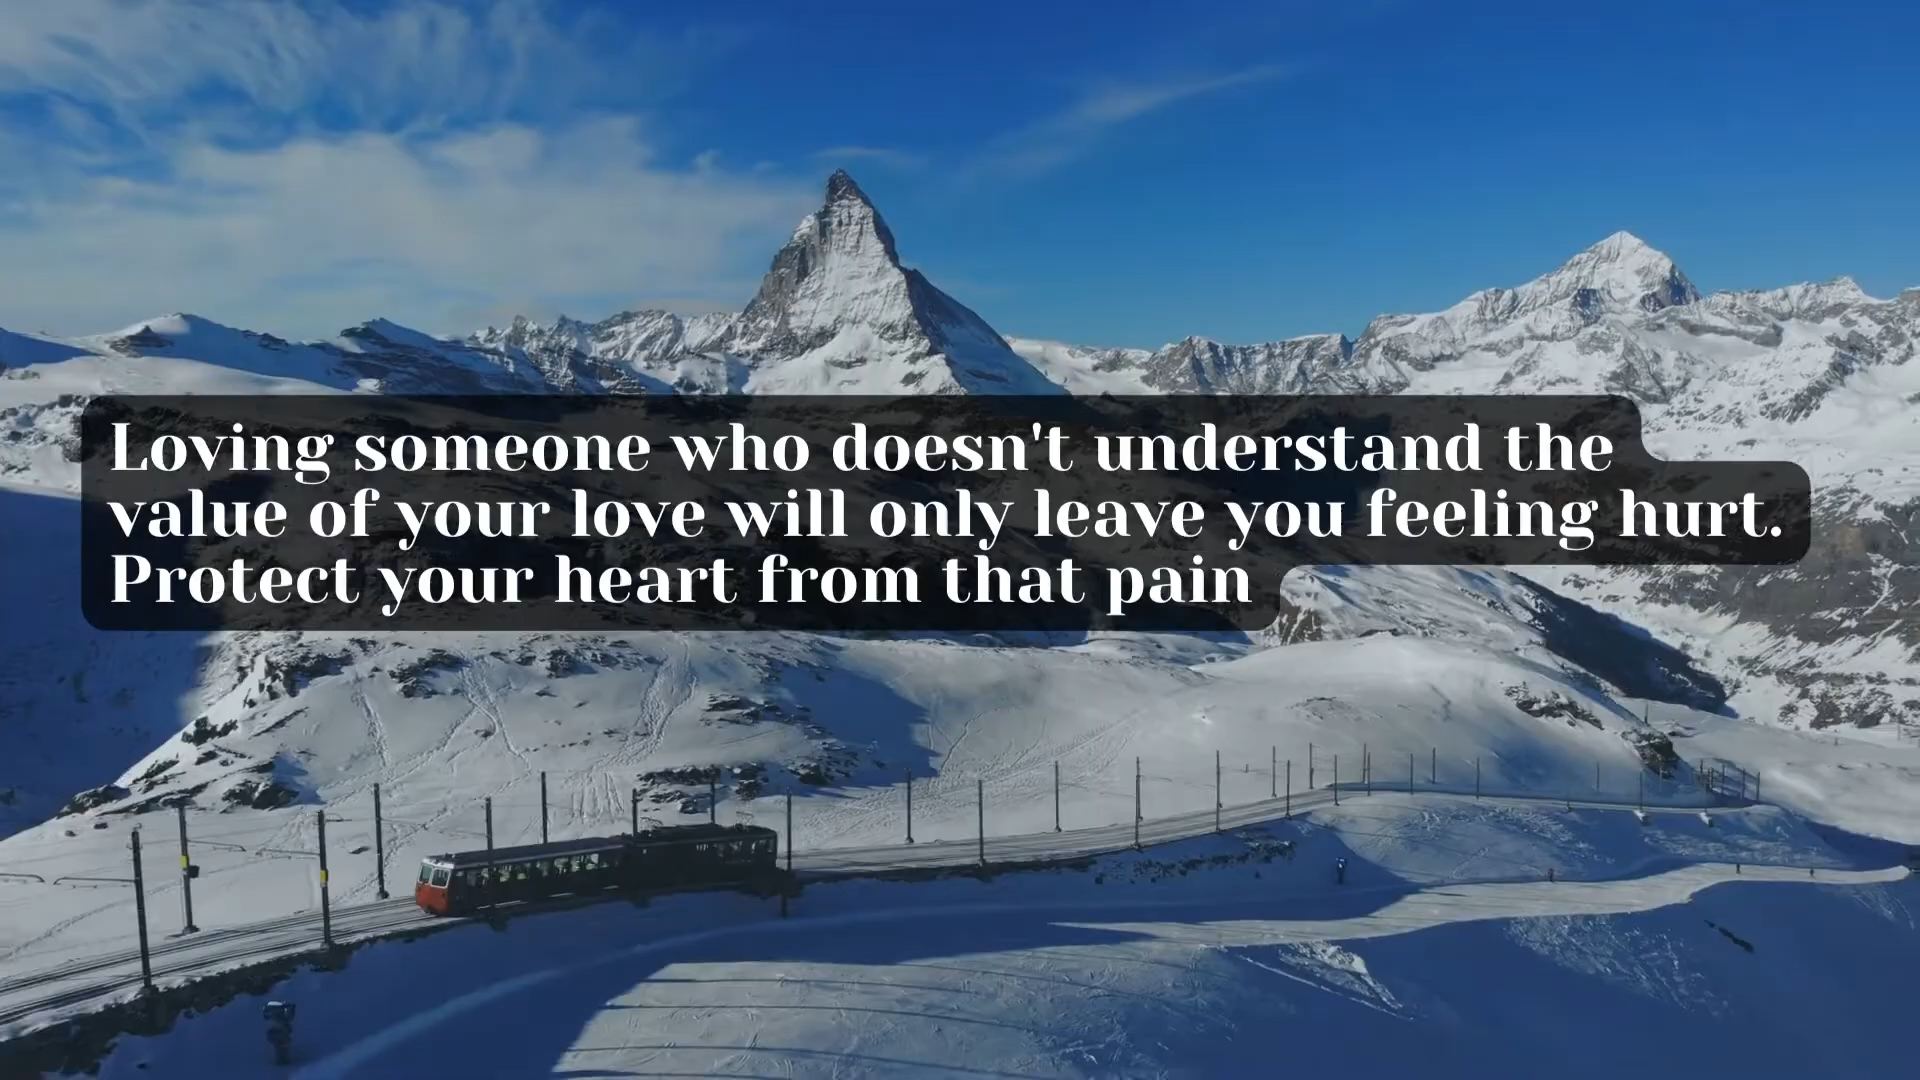 Loving someone who doesn't understand the
value of your love will only leave you feeling hurt.
Protect your heart from that pain